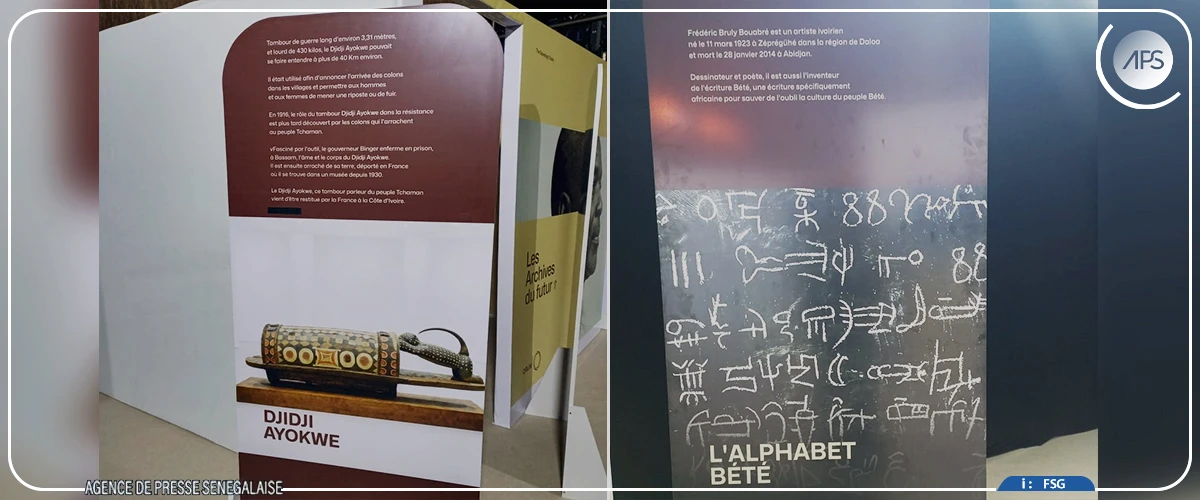 Tambour de guerre long d'environ 3,31 mètres,
et lourd de 430 kilos, le Djidji Ayokwe pouvait
se faire entendre à plus de 40 Km environ.
Il était utilisé afin d'annoncer l'arrivée des colons
dans les villages et permettre aux hommes
et aux femmes de mener une riposte ou de fuir.
En 1916, le rôle du tambour Djidji Ayokwe dans la résistance
est plus tard découvert par les colons qui l'arrachent
au peuple Tchaman.
vFasciné par l'outil, le gouverneur Binger enferme en prison,
à Bassam, l'âme et le corps du Djidji Ayokwe.
Il est ensuite arraché de sa terre, déporté en France
où il se trouve dans un musée depuis 1930.
Le Djidji Ayokwe, ce tambour parleur du peuple Tchaman
vient d'être restitué par la France à la Côte d'Ivoire.
DJIDJI
AYOKWE
Les
Archives
du futur
Frédéric Bruly Bouabré est un artiste ivoirien
né le 11 mars 1923 à Zéprégühé dans la région de Daloa
et mort le 28 janvier 2014 à Abidjan.
Dessinateur et poète, il est aussi l'inventeur
de l'écriture Bété, une écriture spécifiquement
africaine pour sauver de l'oubli la culture du peuple Bété.
L'ALPHABET
BÉTÉ
APS
AGENCE DE PRESSE SENEGALAISE
i : FSG